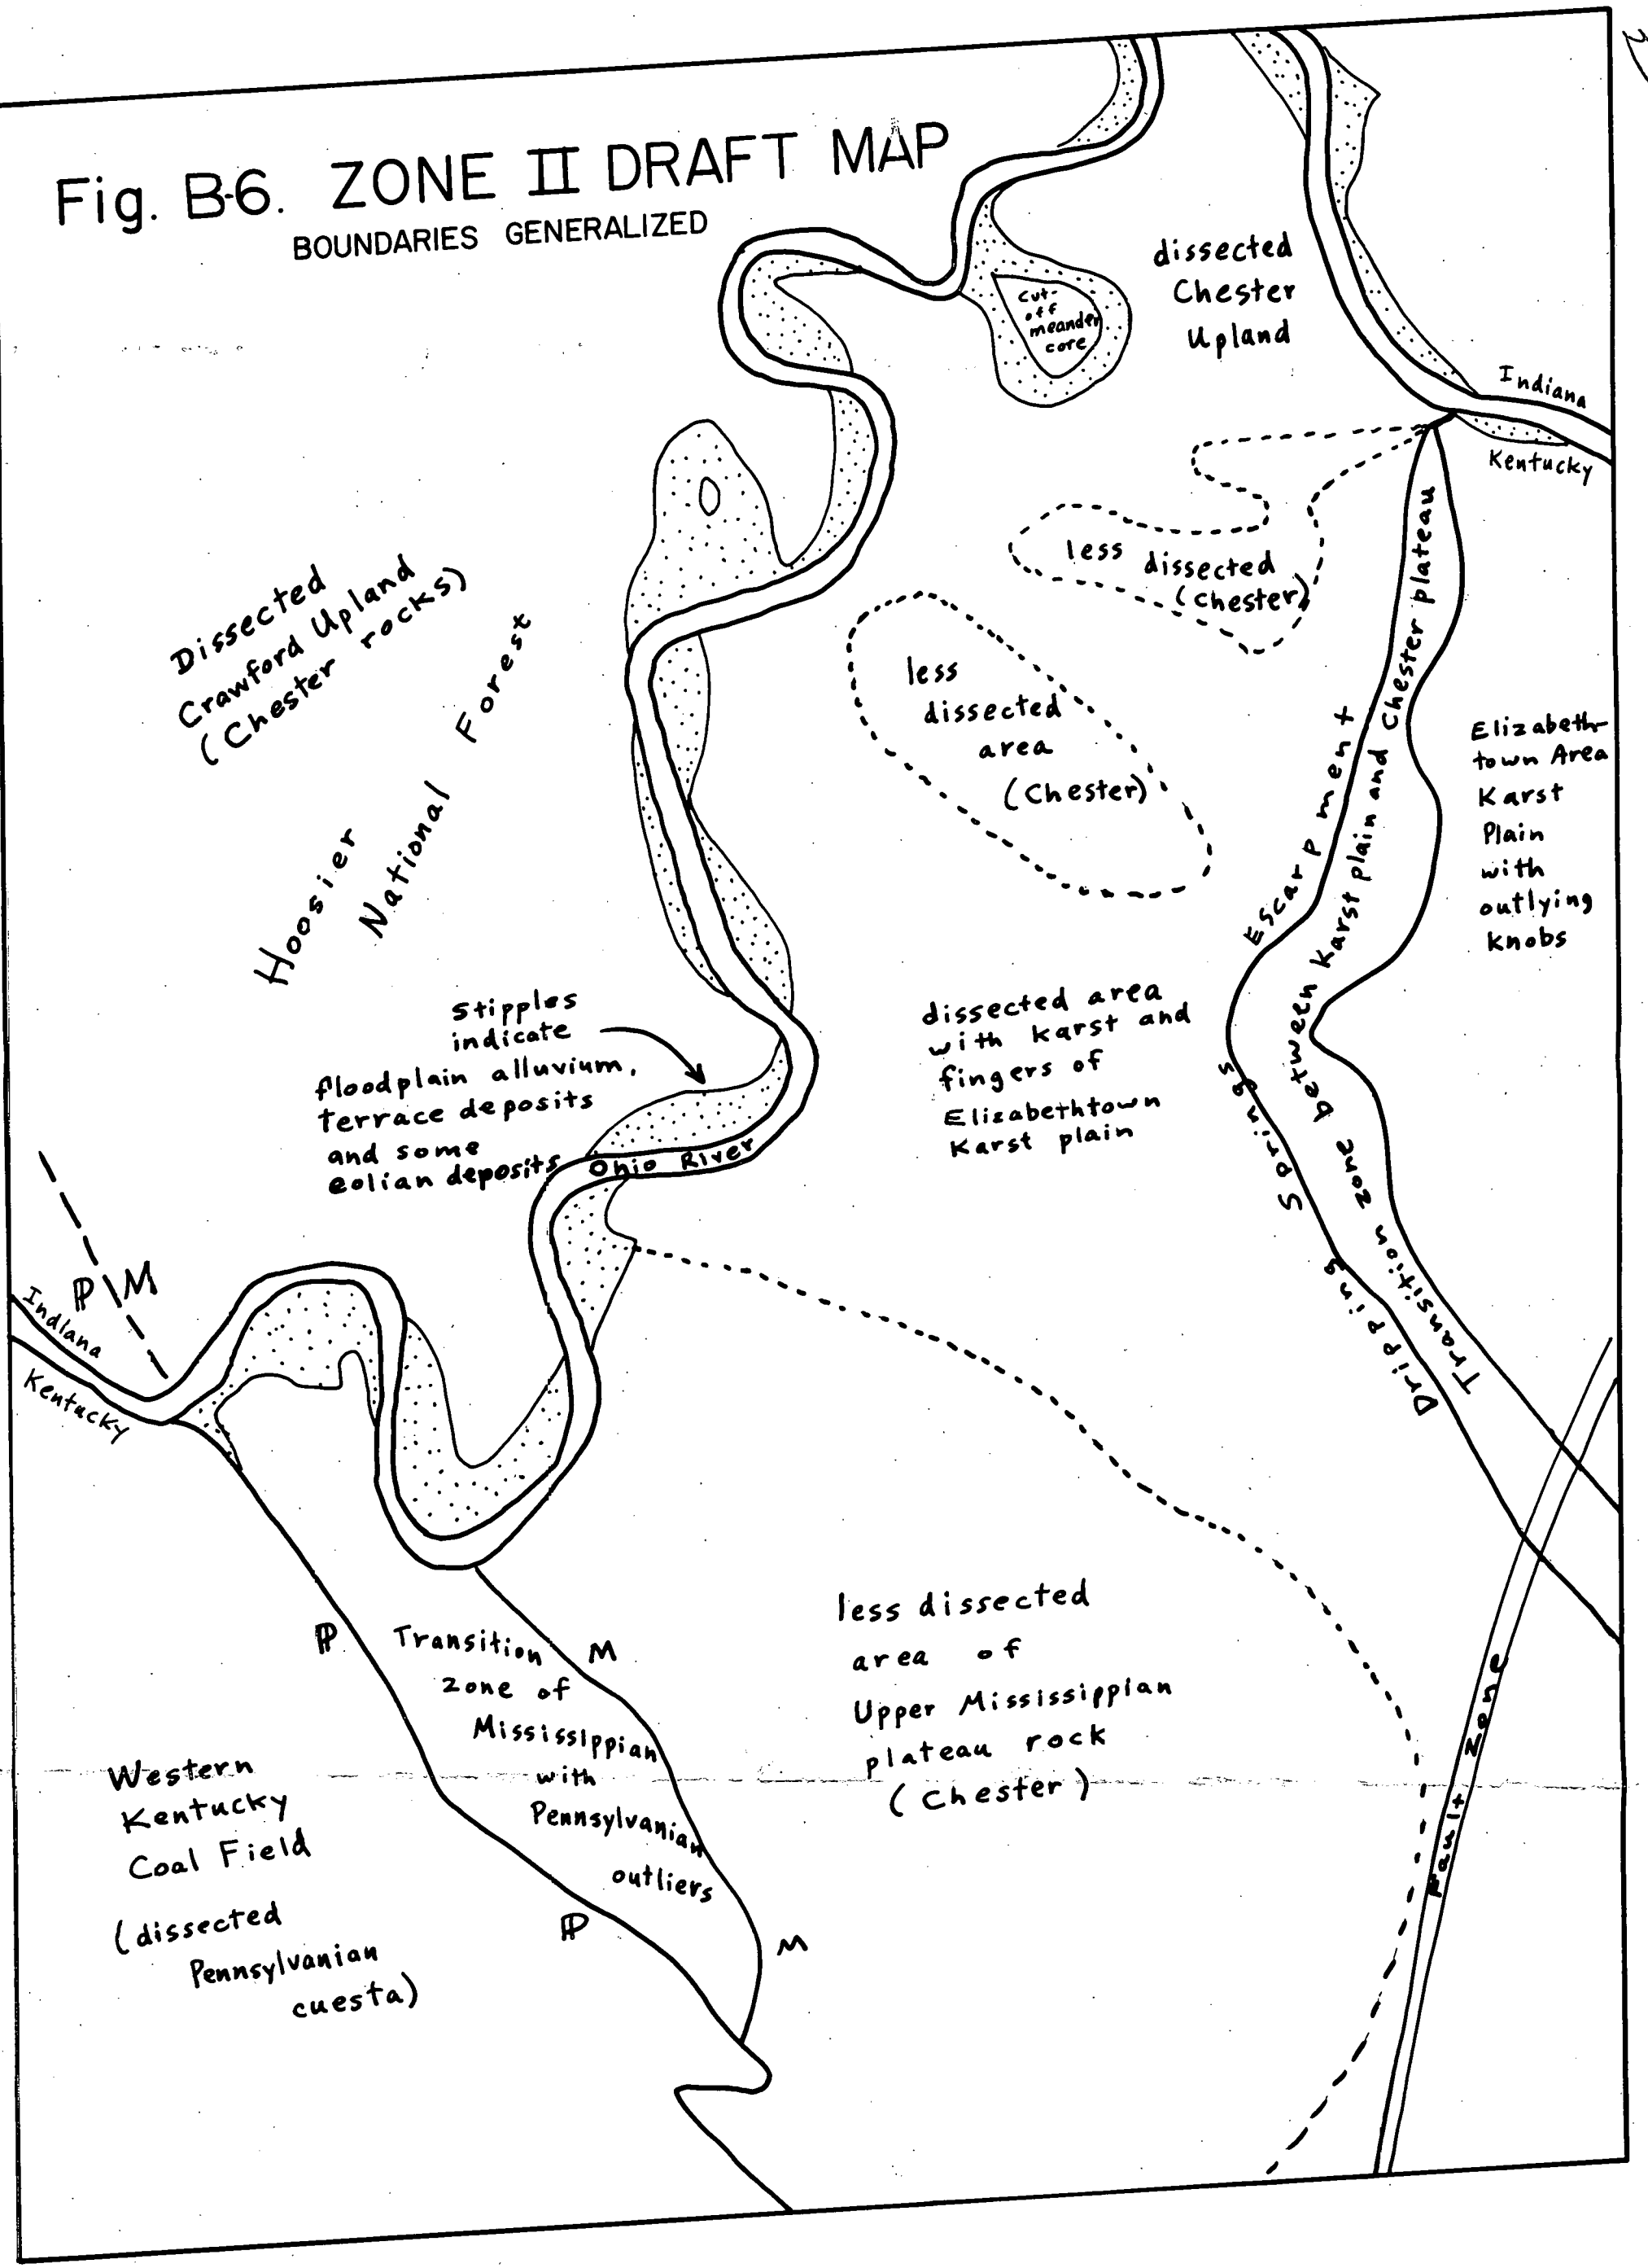 Fig. B-6. ZONE II DRAFT MAP
BOUNDARIES GENERALIZED
dissected
Chester
Upland
Cut-
off
meander
core
Indiana
Kentucky
less dissected
(Chester)
less
dissected
area
(Chester)
Dissected
Crawford Upland
(Chester rocks)
Hoosier
National Forest
Elizabeth-
town Area
Karst
Plain
with
outlying
knobs
Dripping Springs Escarpment
Transition zone between Karst plain and Chester plateau
Stipples
indicate
floodplain alluvium,
terrace deposits
and some
eolian deposits
Ohio River
dissected area
with Karst and
fingers of
Elizabethtown
Karst plain
ℙ\M
Indiana
Kentucky
ℙ
Transition
zone of
Mississippian
with
Pennsylvanian
outliers
M
less dissected
area of
Upper Mississippian
plateau rock
(Chester)
Fault Zone
Western
Kentucky
Coal Field
(dissected
Pennsylvanian
cuesta)
ℙ
M